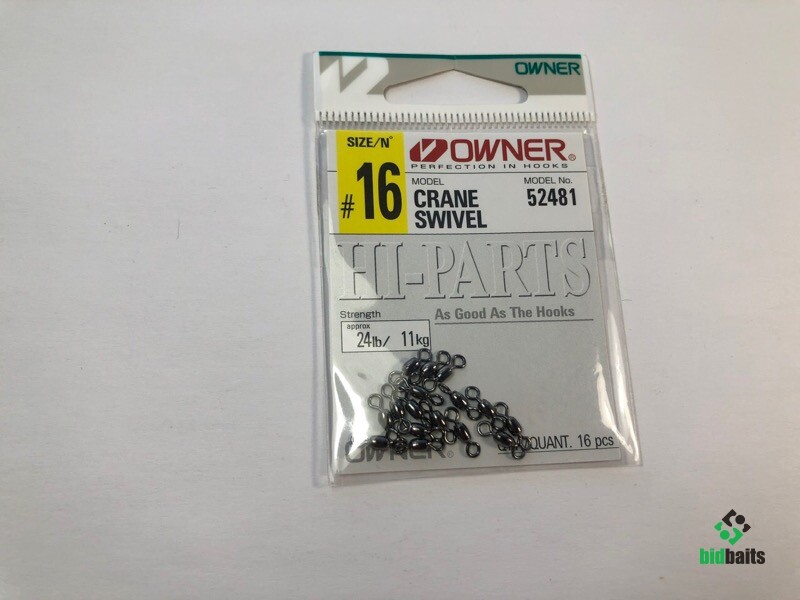 OWNER
SIZE/N°
#16
OWNER®
PERFECTION IN HOOKS
MODEL
CRANE
SWIVEL
MODEL No.
52481
HI-PARTS
As Good As The Hooks
Strength
approx
24lb/ 11kg
OWNER®
QUANT. 16 pcs
bidbaits